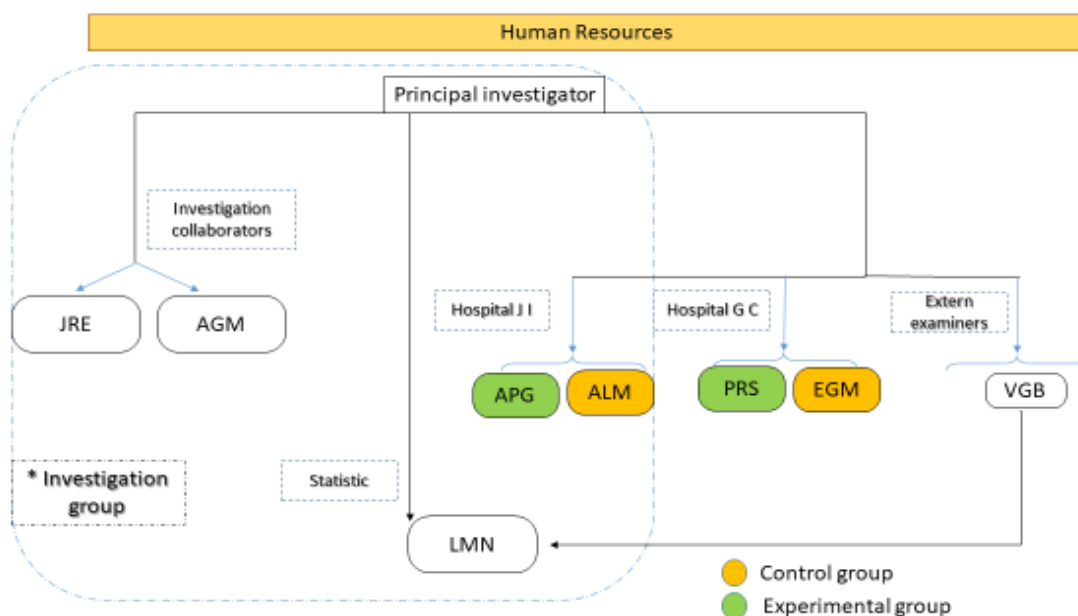 Human Resources
Principal investigator
Investigation
collaborators
JRE
AGM
Hospital J I
Hospital G C
Extern
examiners
APG
ALM
PRS
EGM
VGB
* Investigation
group
Statistic
LMN
Control group
Experimental group